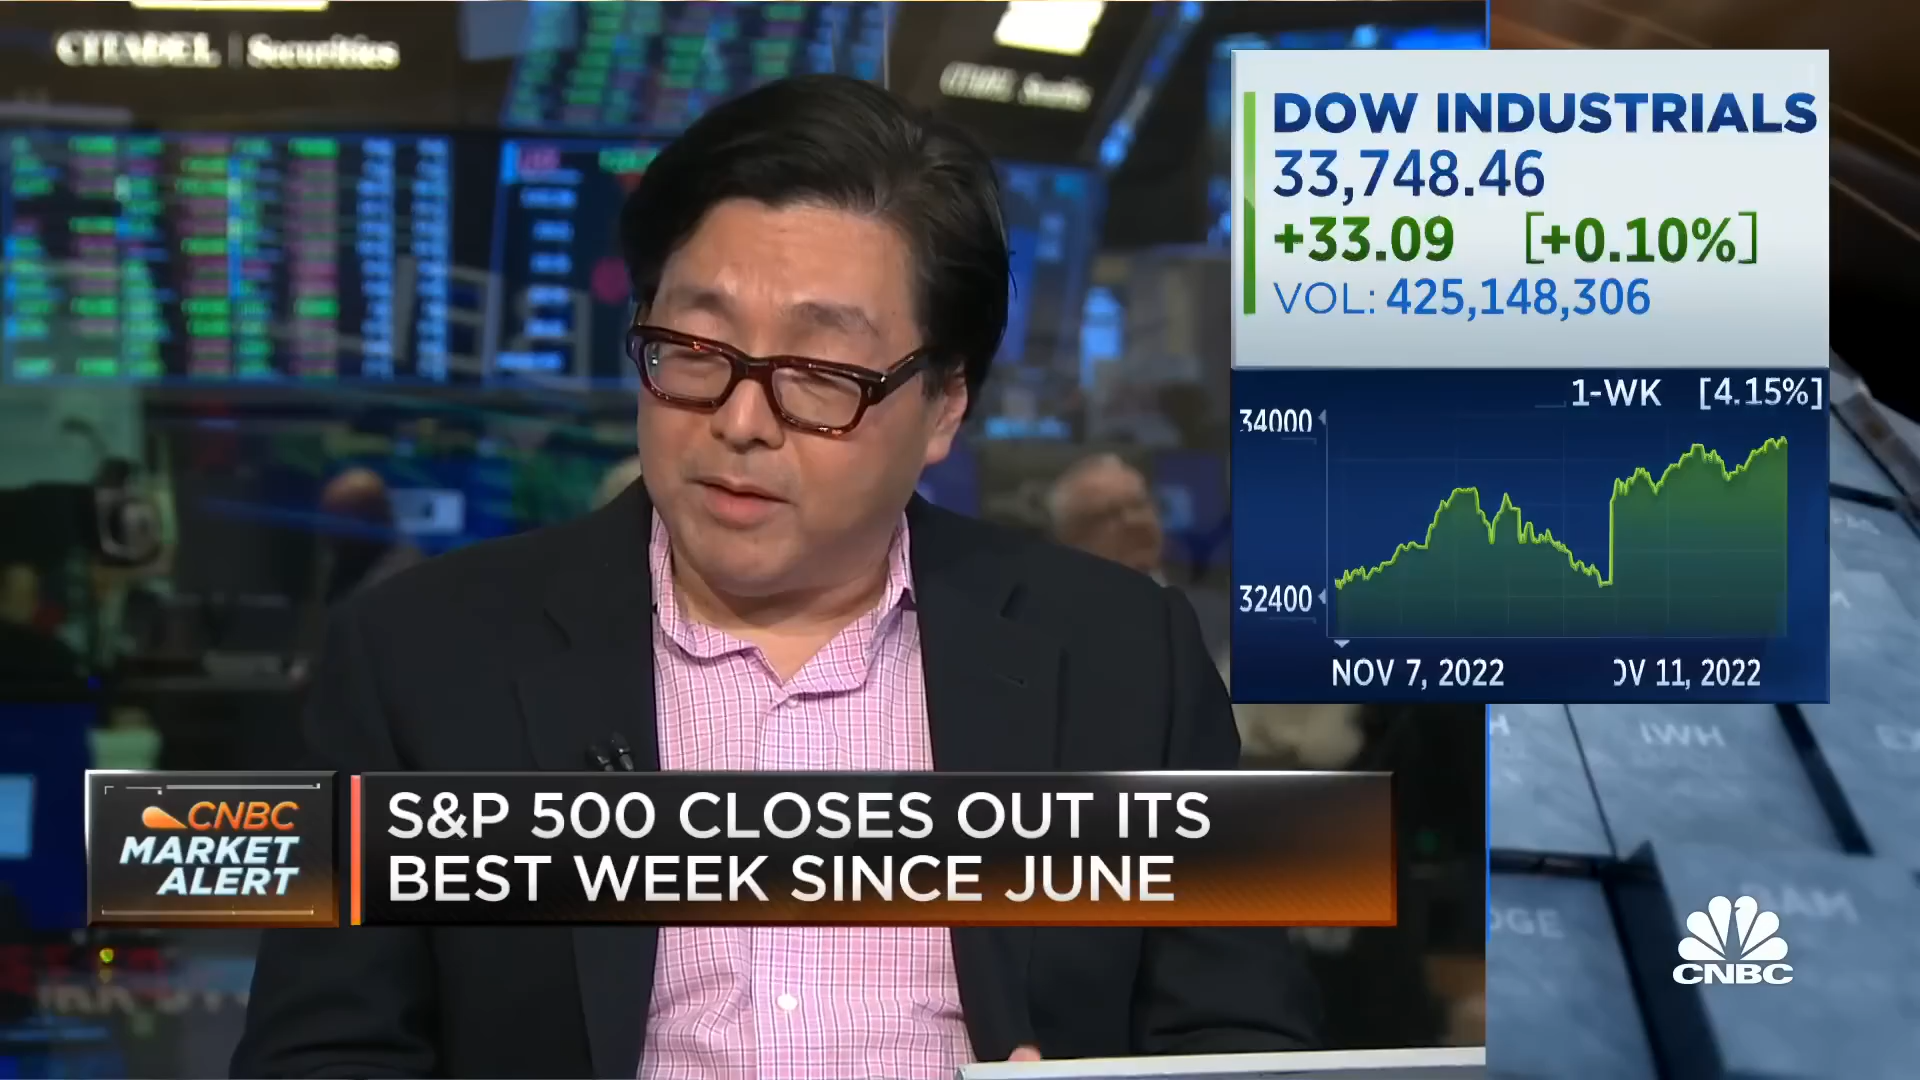 CITADEL | Securities
DOW INDUSTRIALS
33,748.46
+33.09 [+0.10%]
VOL: 425,148,306
1-WK [4.15%]
34000
32400
NOV 7, 2022
OV 11, 2022
IWH
DGE
CNBC
MARKET
ALERT
S&P 500 CLOSES OUT ITS
BEST WEEK SINCE JUNE
CNBC